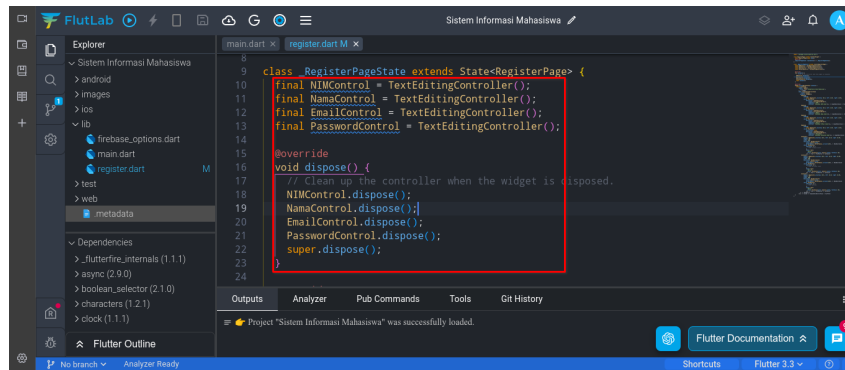 FlutLab
G
Sistem Informasi Mahasiswa
A
Explorer
main.dart ×
register.dart M ×
Sistem Informasi Mahasiswa
> android
> images
> ios
lib
firebase_options.dart
main.dart
register.dart M
> test
> web
.metadata
Dependencies
> _flutterfire_internals (1.1.1)
> async (2.9.0)
> boolean_selector (2.1.0)
> characters (1.2.1)
> clock (1.1.1)
Flutter Outline
1
8
9 class _RegisterPageState extends State<RegisterPage> {
10 final NIMControl = TextEditingController();
11 final NamaControl = TextEditingController();
12 final EmailControl = TextEditingController();
13 final PasswordControl = TextEditingController();
14
15 @override
16 void dispose() {
17 // Clean up the controller when the widget is disposed.
18 NIMControl.dispose();
19 NamaControl.dispose();
20 EmailControl.dispose();
21 PasswordControl.dispose();
22 super.dispose();
23 }
24
Outputs Analyzer Pub Commands Tools Git History
Project "Sistem Informasi Mahasiswa" was successfully loaded.
Flutter Documentation
No branch Analyzer Ready Shortcuts Flutter 3.3